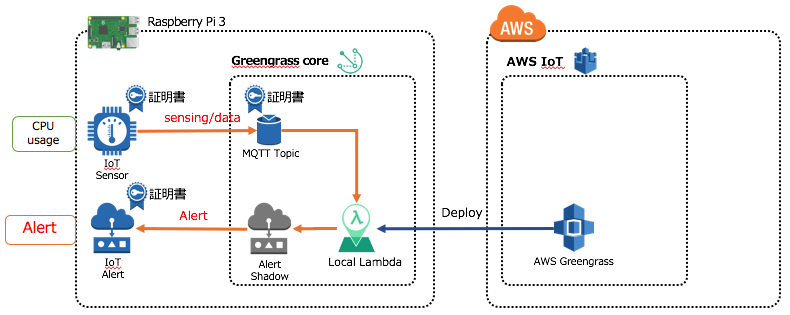 Raspberry Pi 3
AWS
Greengrass core
AWS IoT
証明書
証明書
CPU
usage
sensing/data
IoT
Sensor
MQTT Topic
証明書
Alert
Alert
Deploy
IoT
Alert
Alert
Shadow
Local Lambda
AWS Greengrass